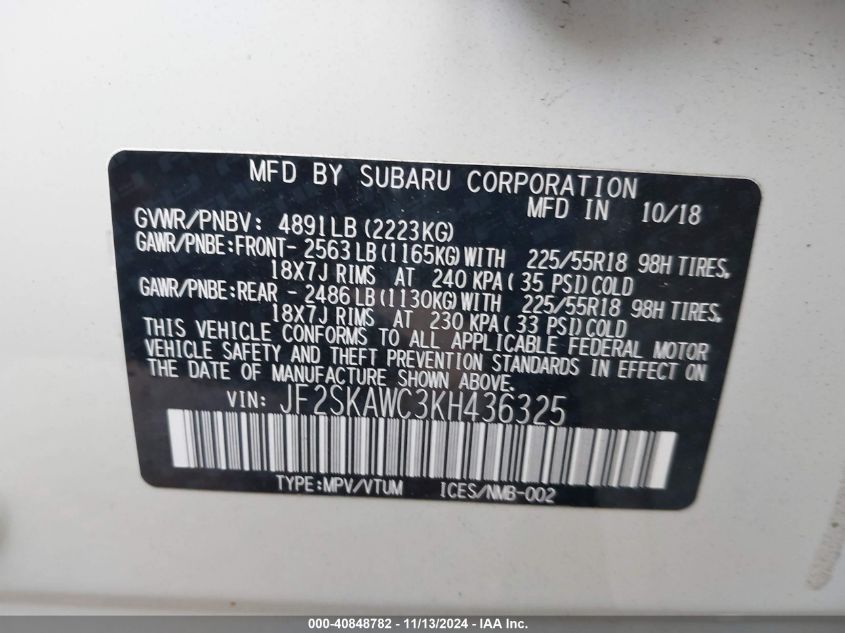 MFD BY SUBARU CORPORATION
MFD IN 10/18
GVWR/PNBV: 4891LB (2223KG)
GAWR/PNBE:FRONT- 2563LB(1165KG)WITH 225/55R18 98H TIRES,
18X7J RIMS AT 240 KPA( 35 PSI)COLD
GAWR/PNBE:REAR - 2486LB(1130KG)WITH 225/55R18 98H TIRES,
18X7J RIMS AT 230 KPA( 33 PSI)COLD
THIS VEHICLE CONFORMS TO ALL APPLICABLE FEDERAL MOTOR
VEHICLE SAFETY AND THEFT PREVENTION STANDARDS IN EFFECT ON
THE DATE OF MANUFACTURE SHOWN ABOVE.
VIN: JF2SKAWC3KH436325
TYPE:MPV/VTUM ICES/NMB-002
000-40848782 - 11/13/2024 - IAA Inc.